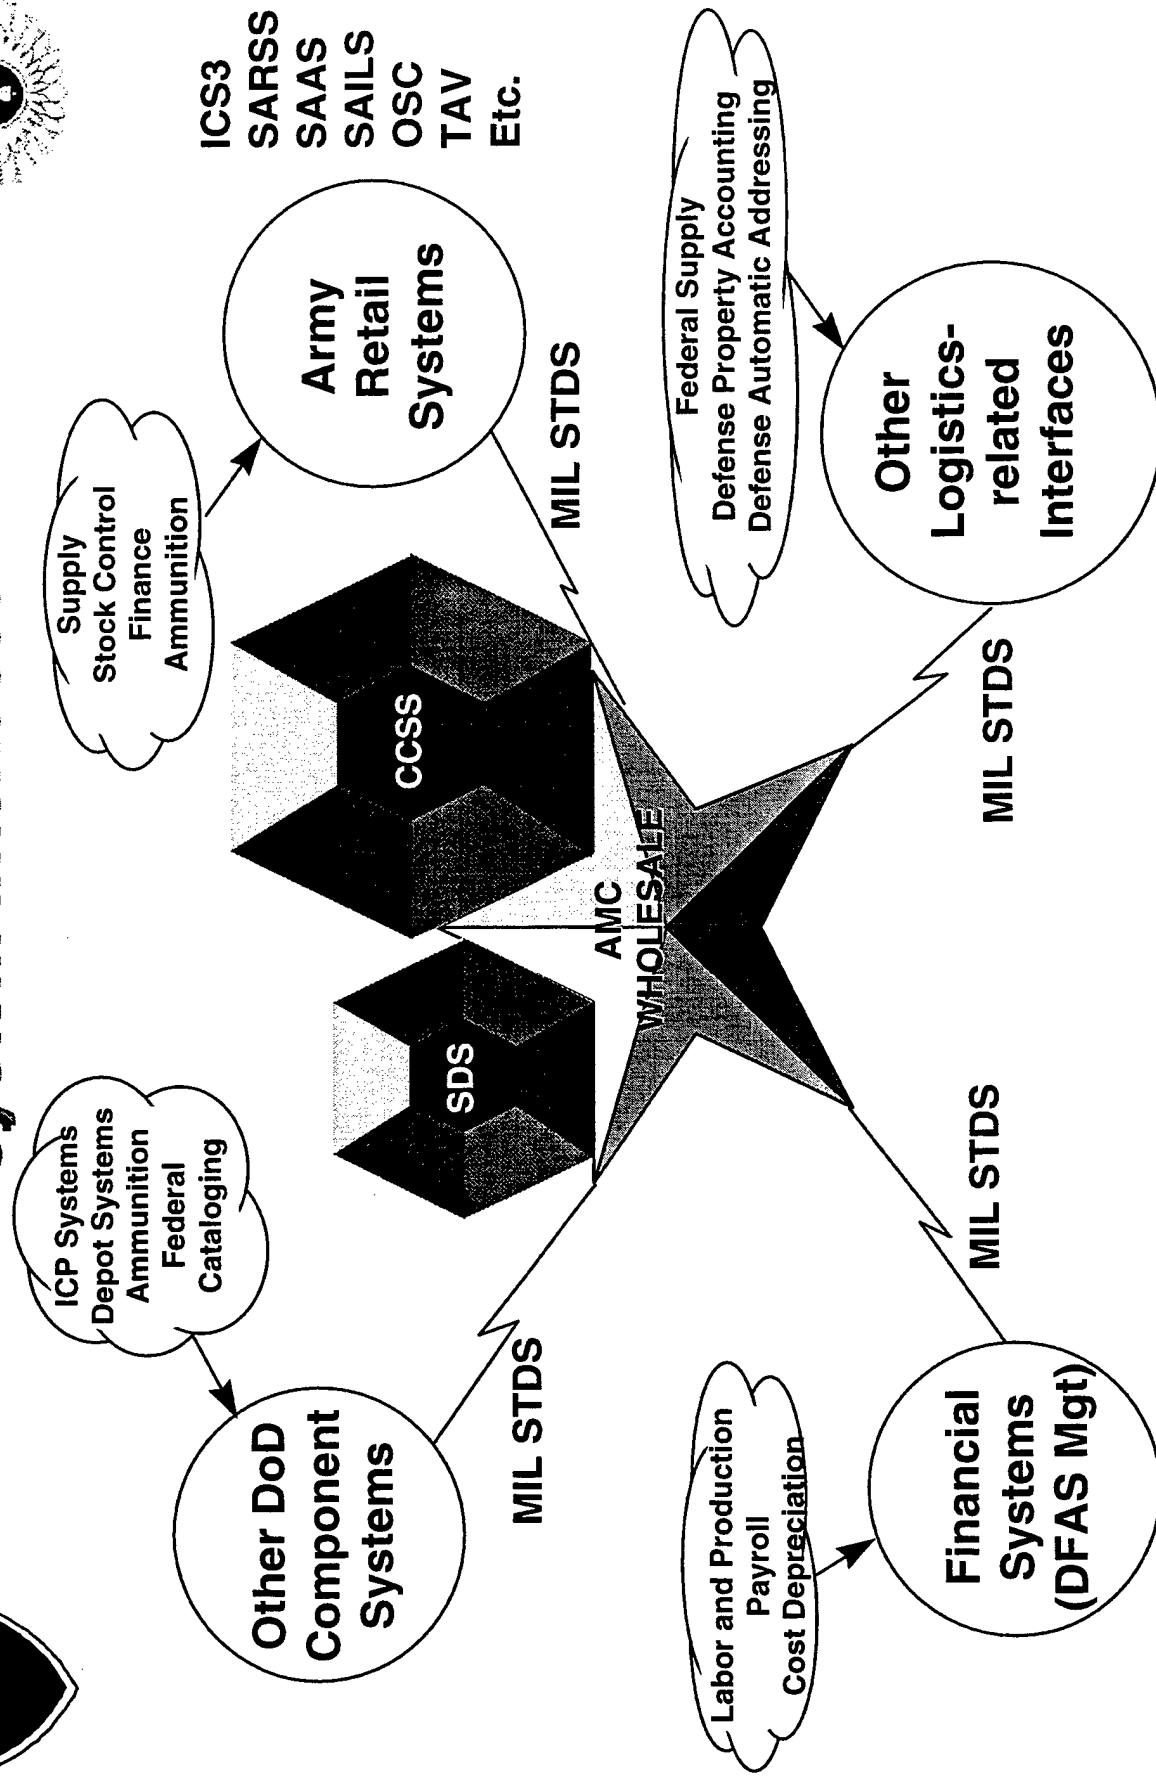 ICP Systems
Depot Systems
Ammunition
Federal
Cataloging
Supply
Stock Control
Finance
Ammunition
ICS3
SARSS
SAAS
SAILS
OSC
TAV
Etc.
Other DoD
Component
Systems
Army
Retail
Systems
SDS
CCSS
MIL STDS
MIL STDS
AMC
WHOLESALE
Labor and Production
Payroll
Cost Depreciation
Federal Supply
Defense Property Accounting
Defense Automatic Addressing
Financial
Systems
(DFAS Mgt)
MIL STDS
MIL STDS
Other
Logistics-
related
Interfaces